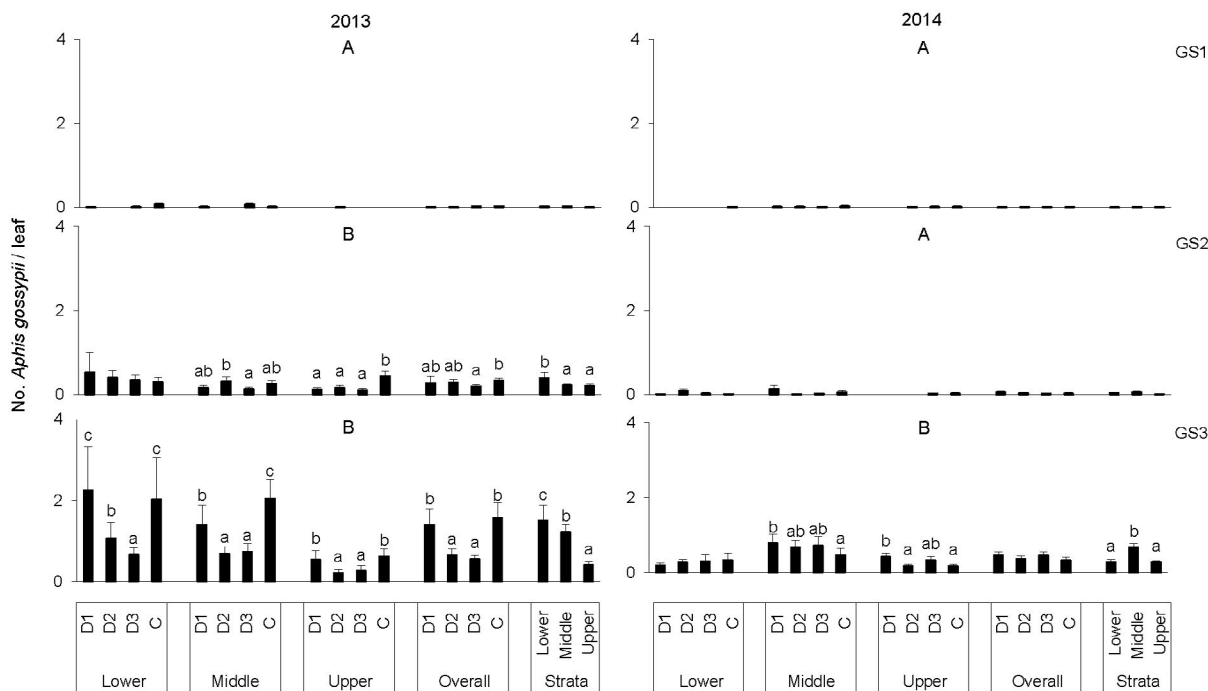 2013 2014
4 A 4 A GS1
2 2
0 0
No. Aphis gossypii / leaf
4 B 4 A GS2
2 2
ab b a ab a a a b ab ab a b b a a
0 0
4 B 4 B GS3
c b a c b a a c b a a b b a a b c b a
2 2
b ab ab a b a ab a a b a
0 0
D1 D2 D3 C D1 D2 D3 C D1 D2 D3 C D1 D2 D3 C Lower Middle Upper D1 D2 D3 C D1 D2 D3 C D1 D2 D3 C D1 D2 D3 C Lower Middle Upper
Lower Middle Upper Overall Strata Lower Middle Upper Overall Strata